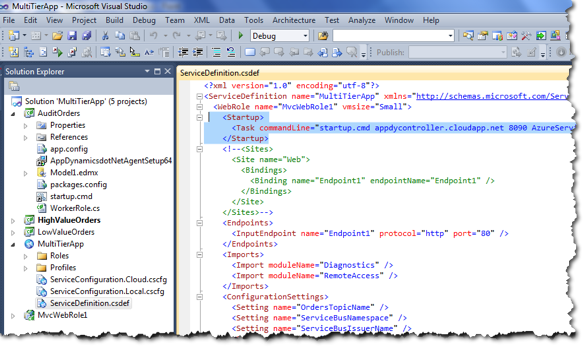 MultiTierApp - Microsoft Visual Studio
File Edit View Project Build Debug Team XML Data Tools Architecture Test Analyze Window Help
Debug
Publish:
Solution Explorer
Solution 'MultiTierApp' (5 projects)
AuditOrders
Properties
References
app.config
AppDynamicsdotNetAgentSetup64
Model1.edmx
packages.config
startup.cmd
WorkerRole.cs
HighValueOrders
LowValueOrders
MultiTierApp
Roles
Profiles
ServiceConfiguration.Cloud.cscfg
ServiceConfiguration.Local.cscfg
ServiceDefinition.csdef
MvcWebRole1
ServiceDefinition.csdef
<?xml version="1.0" encoding="utf-8"?>
<ServiceDefinition name="MultiTierApp" xmlns="http://schemas.microsoft.com/Serv
<WebRole name="MvcWebRole1" vmsize="Small">
<Startup>
<Task commandLine="startup.cmd appdycontroller.cloudapp.net 8090 AzureServ
</Startup>
<!--<Sites>
<Site name="Web">
<Bindings>
<Binding name="Endpoint1" endpointName="Endpoint1" />
</Bindings>
</Site>
</Sites>-->
<Endpoints>
<InputEndpoint name="Endpoint1" protocol="http" port="80" />
</Endpoints>
<Imports>
<Import moduleName="Diagnostics" />
<Import moduleName="RemoteAccess" />
</Imports>
<ConfigurationSettings>
<Setting name="OrdersTopicName" />
<Setting name="ServiceBusNamespace" />
<Setting name="ServiceBusIssuerName" />